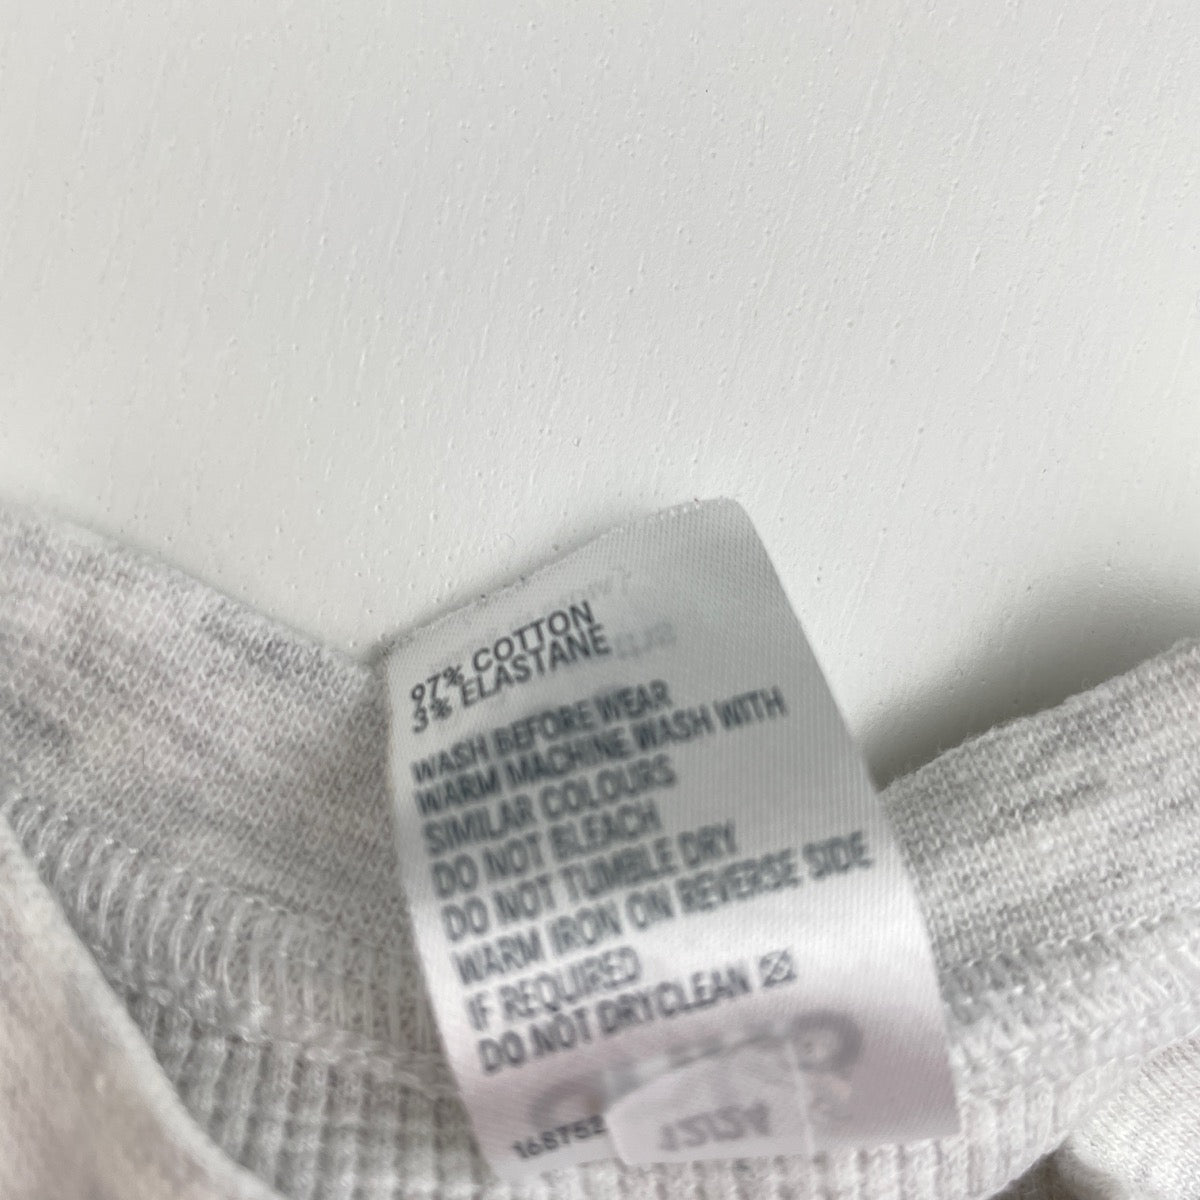 97% COTTON
3% ELASTANE
WASH BEFORE WEAR
WARM MACHINE WASH WITH
SIMILAR COLOURS
DO NOT BLEACH
DO NOT TUMBLE DRY
WARM IRON ON REVERSE SIDE
IF REQUIRED
DO NOT DRYCLEAN
168752